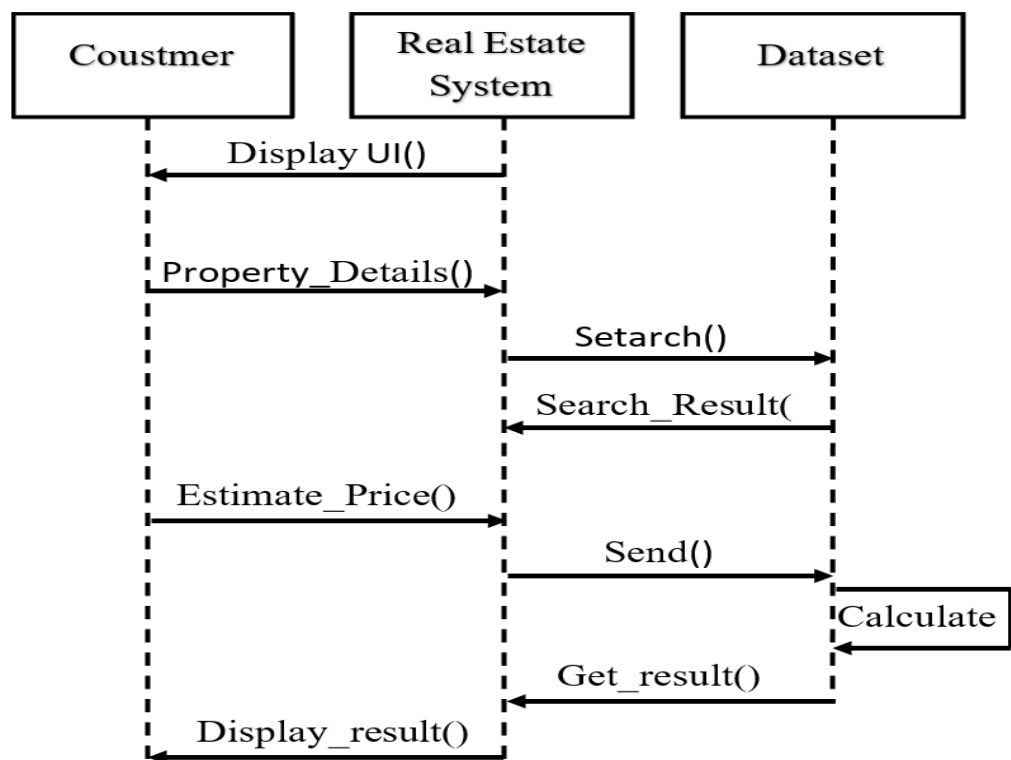 Coustmer
Real Estate
System
Dataset
Display UI()
Property_Details()
Setarch()
Search_Result(
Estimate_Price()
Send()
Calculate
Get_result()
Display_result()